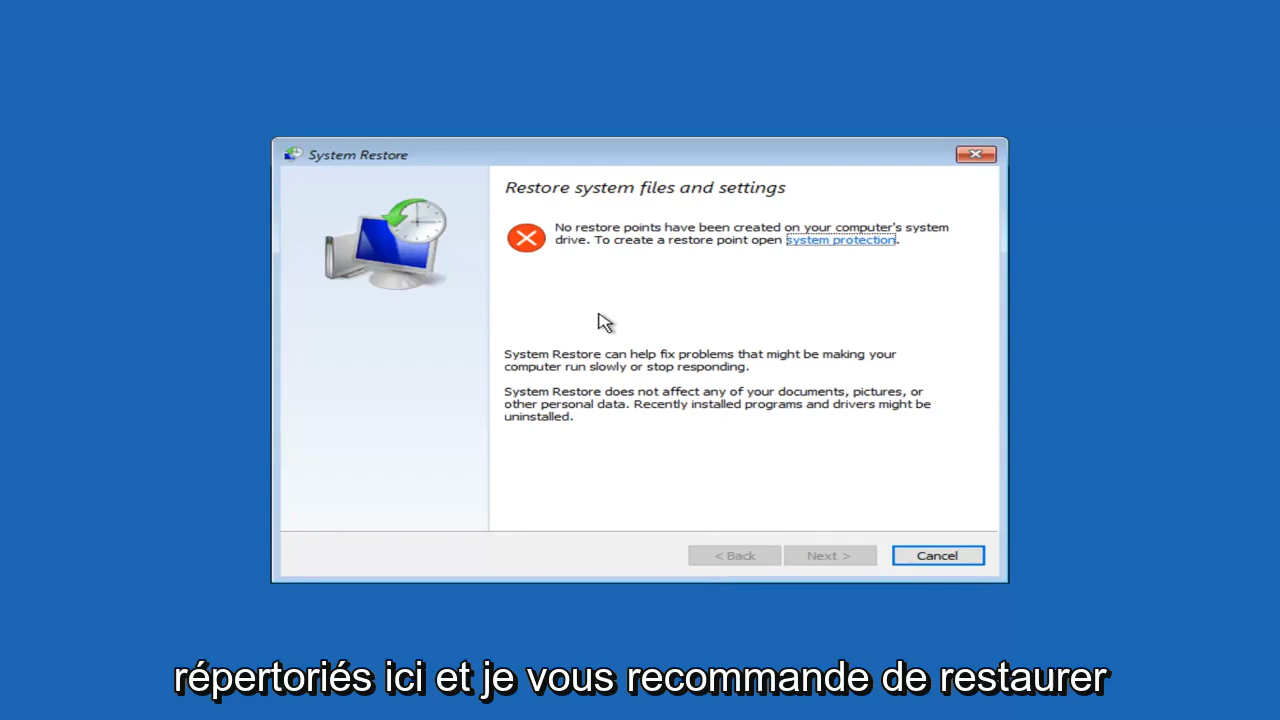 System Restore
Restore system files and settings
No restore points have been created on your computer's system
drive. To create a restore point open system protection.
System Restore can help fix problems that might be making your
computer run slowly or stop responding.
System Restore does not affect any of your documents, pictures, or
other personal data. Recently installed programs and drivers might be
uninstalled.
< Back Next > Cancel
répertoriés ici et je vous recommande de restaurer